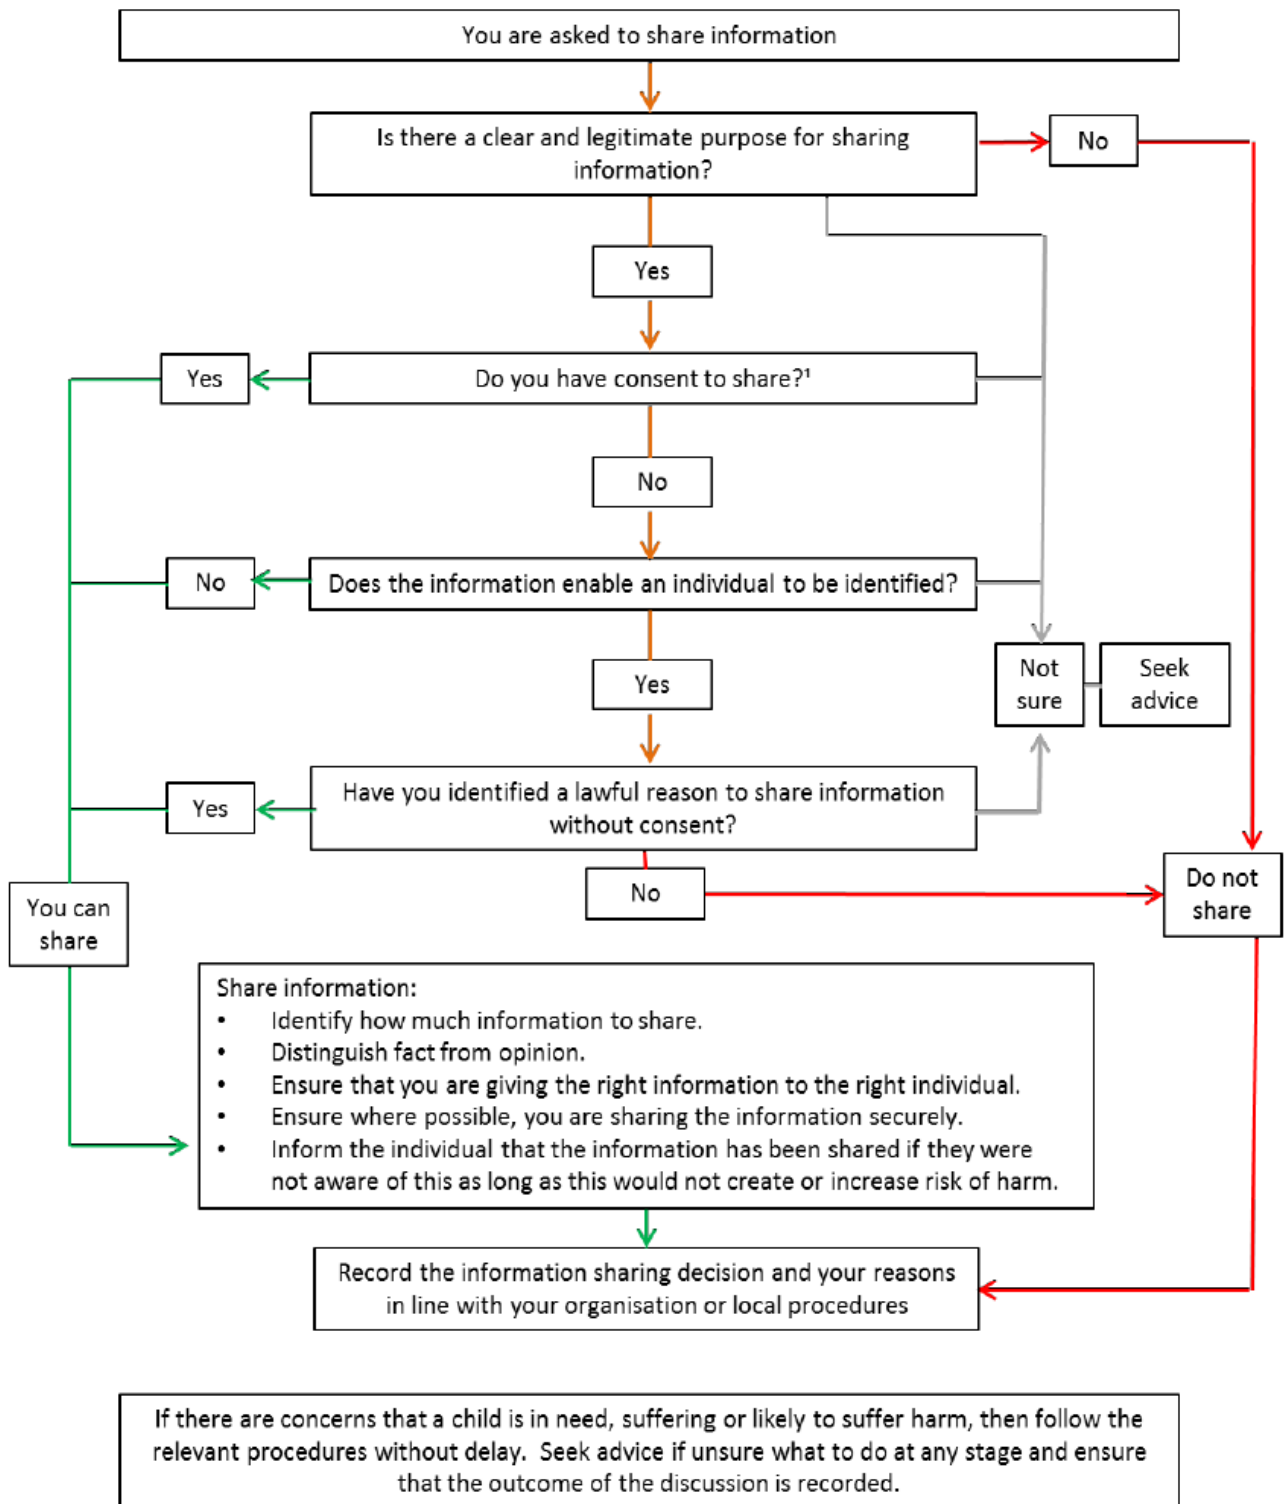 You are asked to share information
Is there a clear and legitimate purpose for sharing
information?
No
Yes
Do you have consent to share?¹
Yes
No
Does the information enable an individual to be identified?
No
Not
sure
Seek
advice
Yes
Have you identified a lawful reason to share information
without consent?
Yes
No
Do not
share
You can
share
Share information:
• Identify how much information to share.
• Distinguish fact from opinion.
• Ensure that you are giving the right information to the right individual.
• Ensure where possible, you are sharing the information securely.
• Inform the individual that the information has been shared if they were
not aware of this as long as this would not create or increase risk of harm.
Record the information sharing decision and your reasons
in line with your organisation or local procedures
If there are concerns that a child is in need, suffering or likely to suffer harm, then follow the
relevant procedures without delay. Seek advice if unsure what to do at any stage and ensure
that the outcome of the discussion is recorded.